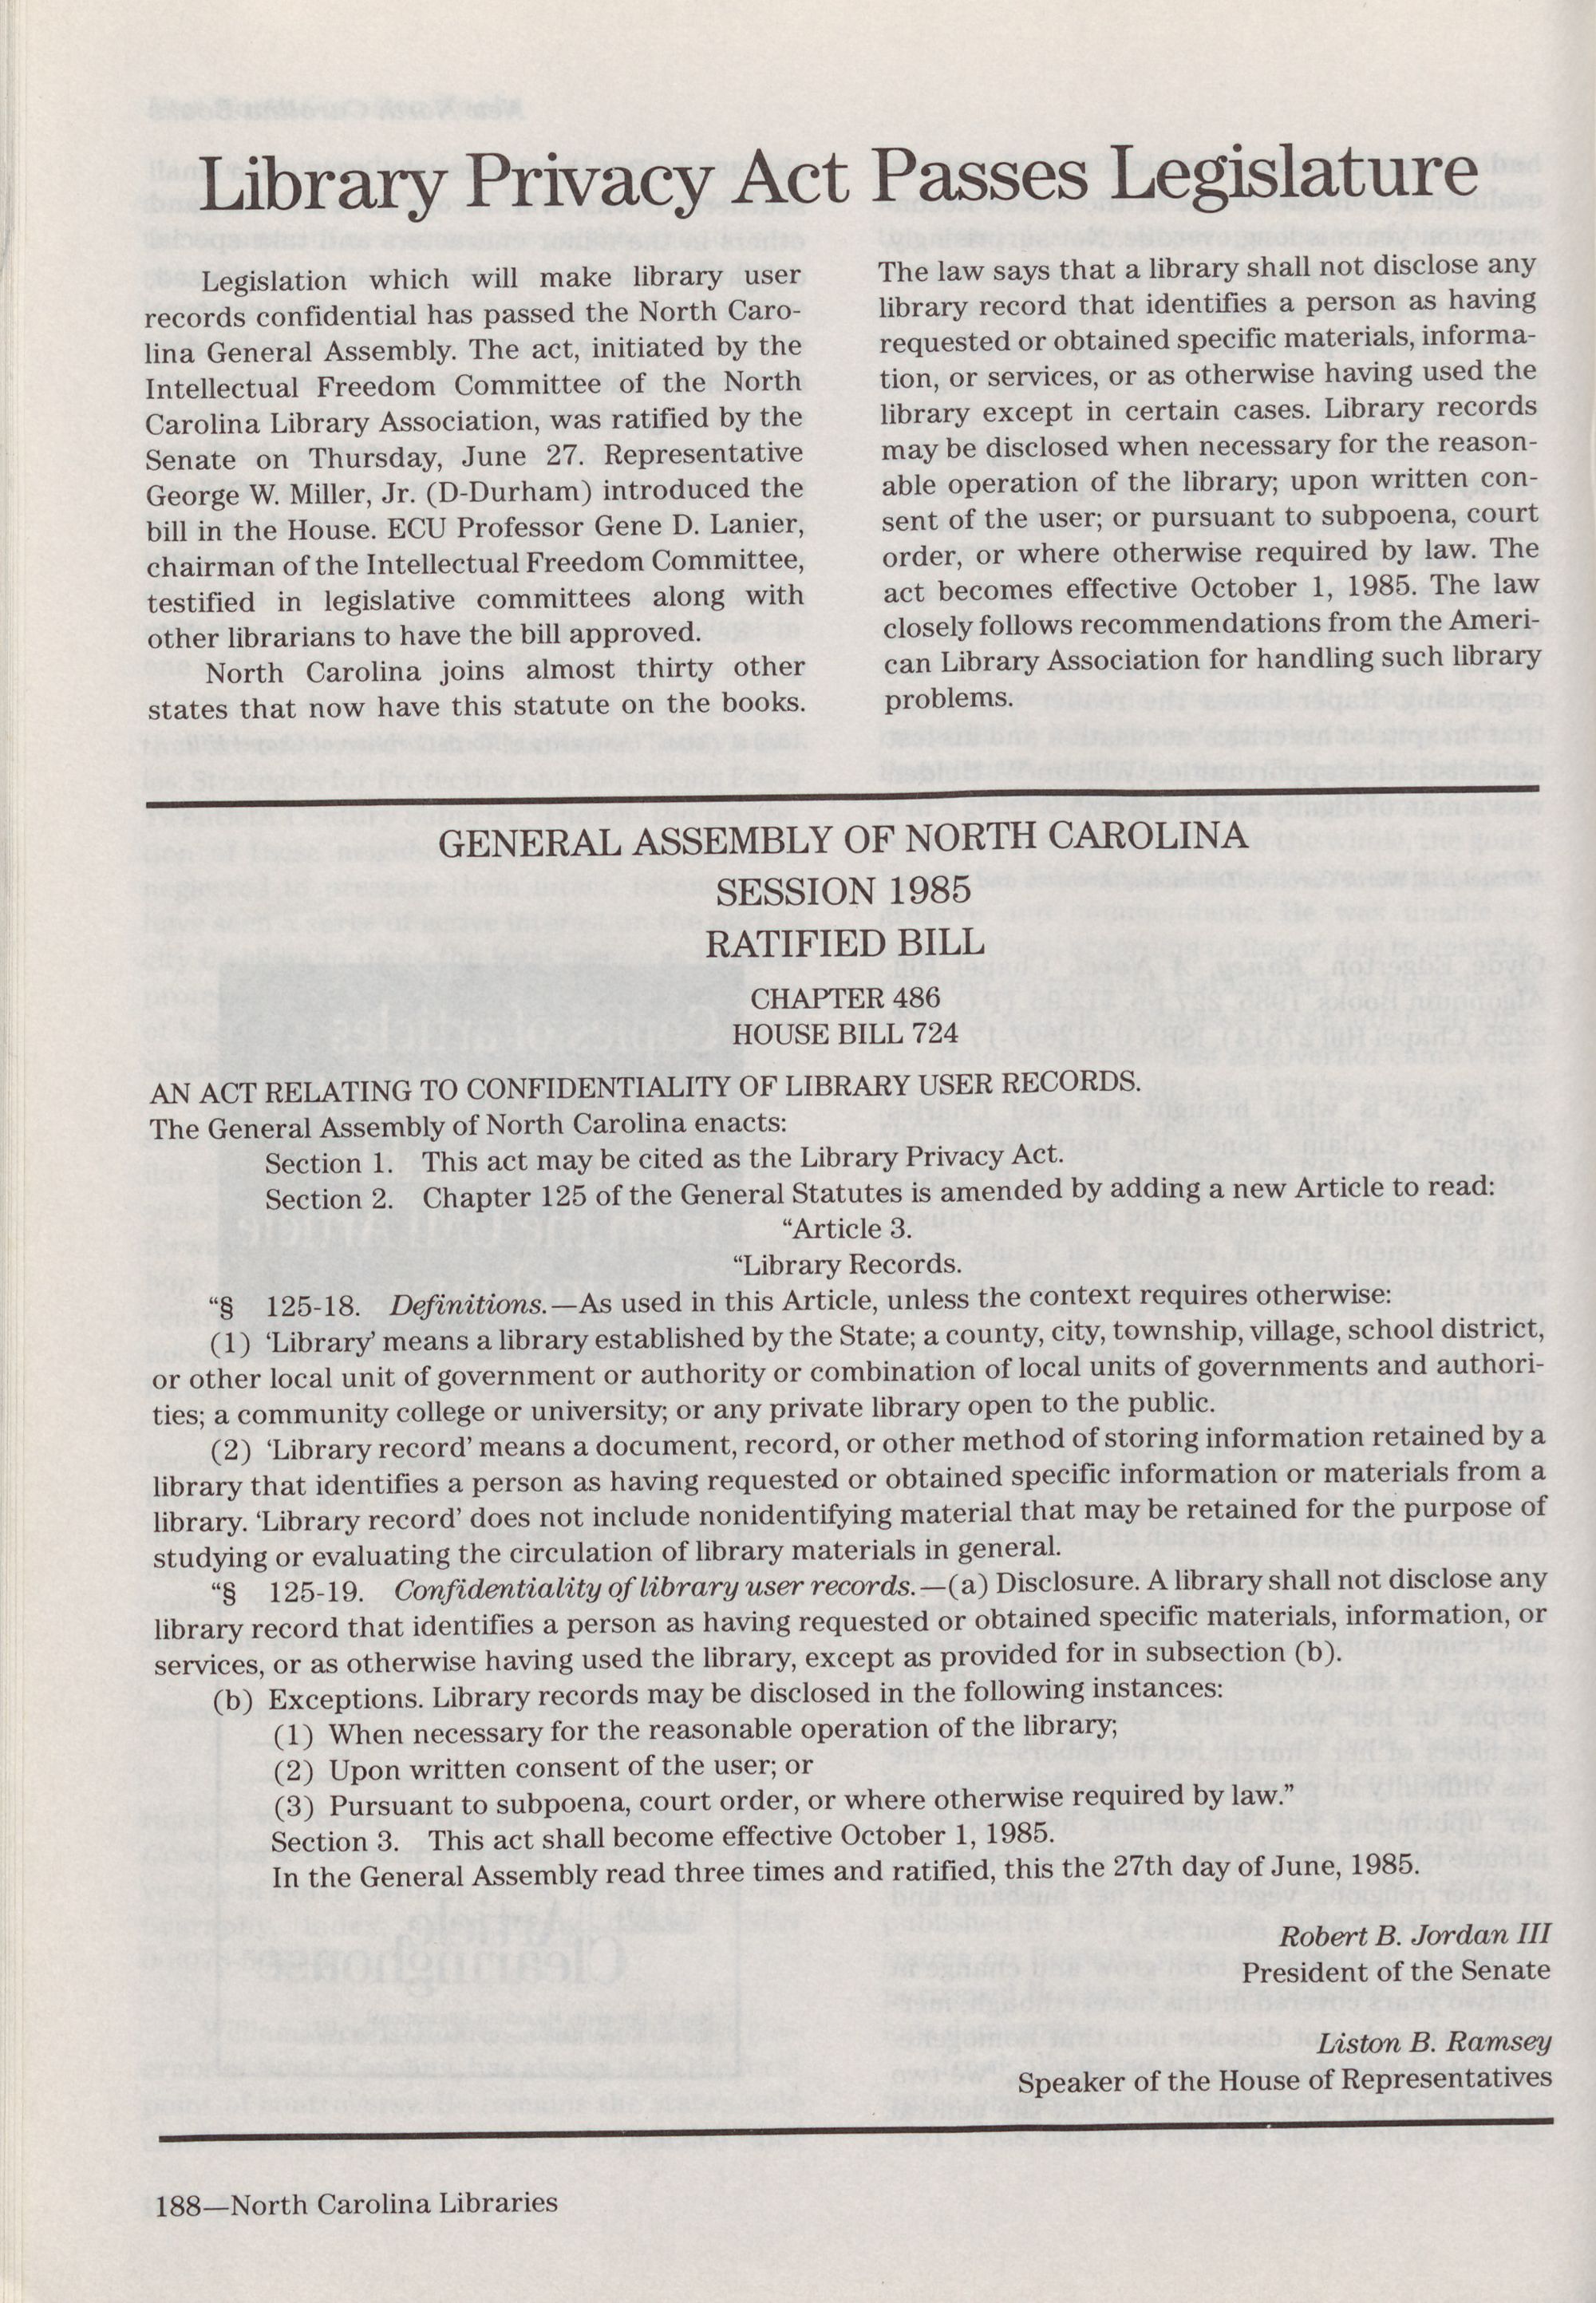 Library Privacy Act Passes Legislature
Legislation which will make library user
records confidential has passed the North Caro-
lina General Assembly. The act, initiated by the
Intellectual Freedom Committee of the North
Carolina Library Association, was ratified by the
Senate on Thursday, June 27. Representative
George W. Miller, Jr. (D-Durham) introduced the
bill in the House. ECU Professor Gene D. Lanier,
chairman of the Intellectual Freedom Committee,
testified in legislative committees along with
other librarians to have the bill approved.
North Carolina joins almost thirty other
states that now have this statute on the books.
The law says that a library shall not disclose any
library record that identifies a person as having
requested or obtained specific materials, informa-
tion, or services, or as otherwise having used the
library except in certain cases. Library records
may be disclosed when necessary for the reason-
able operation of the library; upon written con-
sent of the user; or pursuant to subpoena, court
order, or where otherwise required by law. The
act becomes effective October 1, 1985. The law
closely follows recommendations from the Ameri-
can Library Association for handling such library
problems.
GENERAL ASSEMBLY OF NORTH CAROLINA
SESSION 1985
RATIFIED BILL
CHAPTER 486
HOUSE BILL 724
AN ACT RELATING TO CONFIDENTIALITY OF LIBRARY USER RECORDS.
The General Assembly of North Carolina enacts:
Section 1. This act may be cited as the Library Privacy Act.
Section 2. Chapter 125 of the General Statutes is amended by adding a new Article to read:
“Article 3.
“Library Records.
“§ 125-18. Definitions.—As used in this Article, unless the context requires otherwise:
(1) ‘Library’ means a library established by the State; a county, city, township, village, school district,
or other local unit of government or authority or combination of local units of governments and authori-
ties; a community college or university; or any private library open to the public.
(2) ‘Library record’ means a document, record, or other method of storing information retained by a
library that identifies a person as having requested or obtained specific information or materials from a
library. ‘Library record’ does not include nonidentifying material that may be retained for the purpose of
studying or evaluating the circulation of library materials in general.
“§ 125-19. Confidentiality of library user records.—(a) Disclosure. A library shall not disclose any
library record that identifies a person as having requested or obtained specific materials, information, or
services, or as otherwise having used the library, except as provided for in subsection (b).
(b) Exceptions. Library records may be disclosed in the following instances:
(1) When necessary for the reasonable operation of the library;
(2) Upon written consent of the user; or
(3) Pursuant to subpoena, court order, or where otherwise required by law.”
Section 3. This act shall become effective October 1, 1985.
In the General Assembly read three times and ratified, this the 27th day of June, 1985.
Robert B. Jordan III
President of the Senate
Liston B. Ramsey
Speaker of the House of Representatives
188—North Carolina Libraries